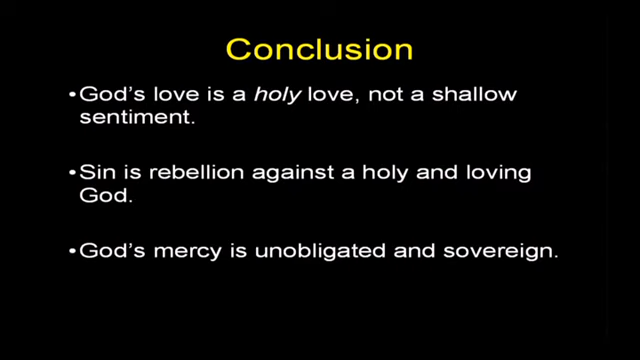 Conclusion
•God's love is a holy love, not a shallow
sentiment.
•Sin is rebellion against a holy and loving
God.
•God's mercy is unobligated and sovereign.